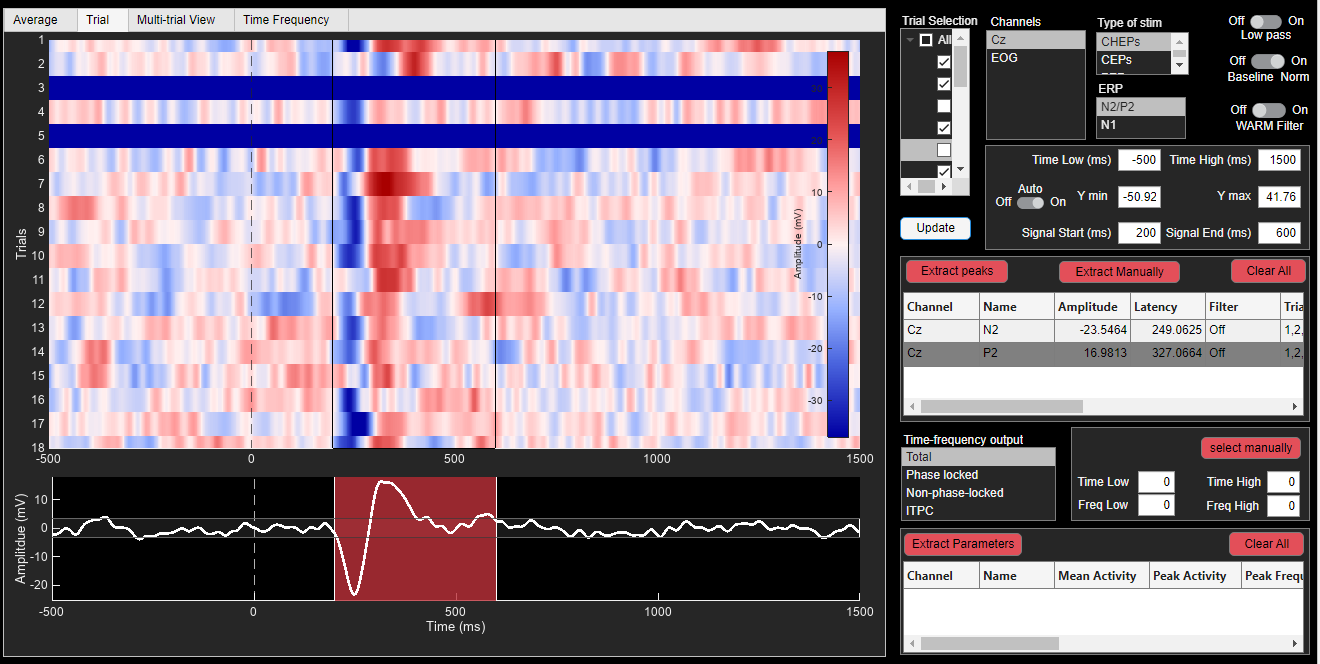 Average Trial Multi-trial View Time Frequency
1
2
3
4
5
6
7
8
9
10
11
12
13
14
15
16
17
18
Trials
-500 0 500 1000 1500
30
20
10
0
-10
-20
-30
Amplitude (mV)
10
0
-10
-20
Amplitdue (mV)
-500 0 500 1000 1500
Time (ms)
Trial Selection
All
Update
Channels
Cz
EOG
Type of stim
CHEPs
CEPs
ERP
N2/P2
N1
Off On
Low pass
Off On
Baseline Norm
Off On
WARM Filter
Time Low (ms) -500 Time High (ms) 1500
Auto
Off On Y min -50.92 Y max 41.76
Signal Start (ms) 200 Signal End (ms) 600
Extract peaks Extract Manually Clear All
Channel Name Amplitude Latency Filter Tria
Cz N2 -23.5464 249.0625 Off 1,2,
Cz P2 16.9813 327.0664 Off 1,2,
Time-frequency output
Total
Phase locked
Non-phase-locked
ITPC
select manually
Time Low 0 Time High 0
Freq Low 0 Freq High 0
Extract Parameters Clear All
Channel Name Mean Activity Peak Activity Peak Frequ